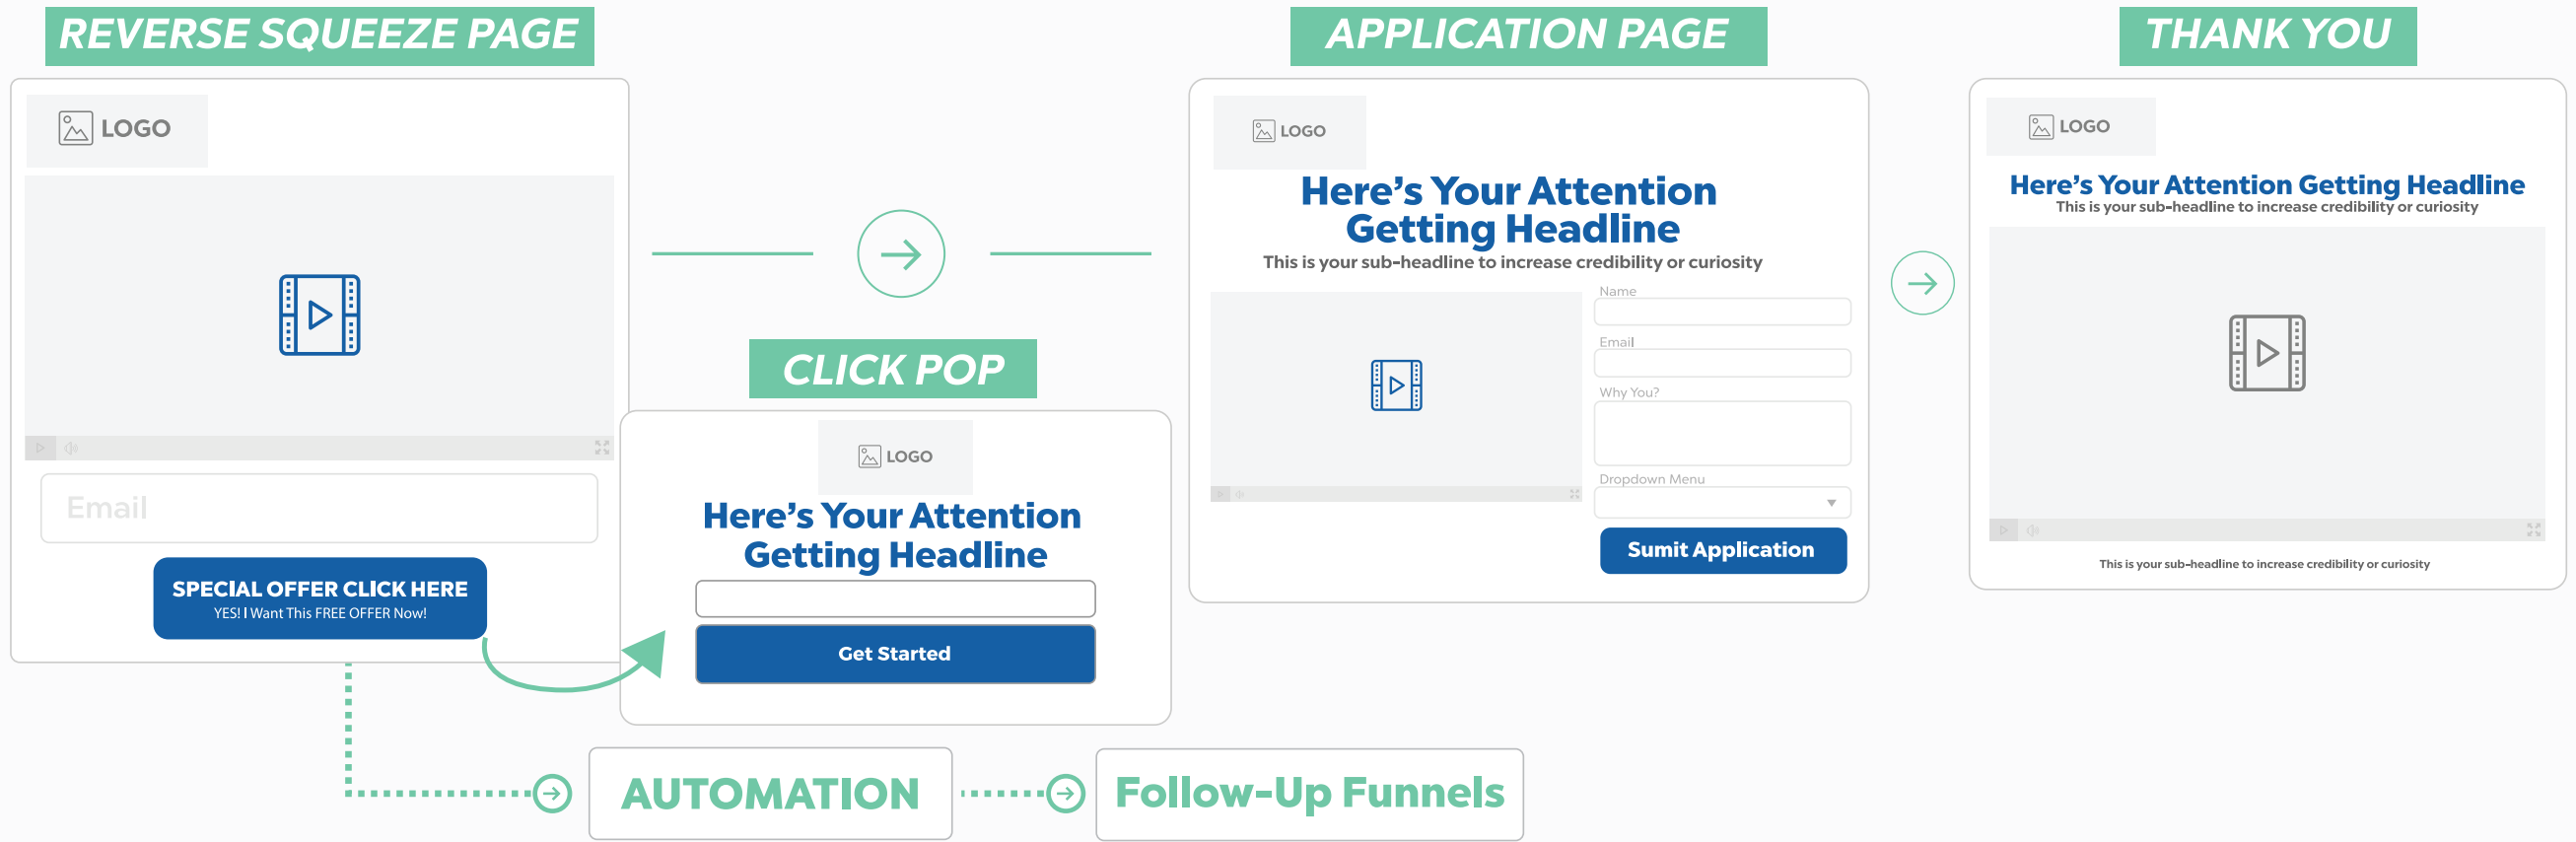 REVERSE SQUEEZE PAGE
LOGO
Email
SPECIAL OFFER CLICK HERE
YES! I Want This FREE OFFER Now!
CLICK POP
LOGO
Here's Your Attention
Getting Headline
Get Started
APPLICATION PAGE
LOGO
Here's Your Attention
Getting Headline
This is your sub-headline to increase credibility or curiosity
Name
Email
Why You?
Dropdown Menu
Sumit Application
THANK YOU
LOGO
Here's Your Attention Getting Headline
This is your sub-headline to increase credibility or curiosity
This is your sub-headline to increase credibility or curiosity
AUTOMATION
Follow-Up Funnels